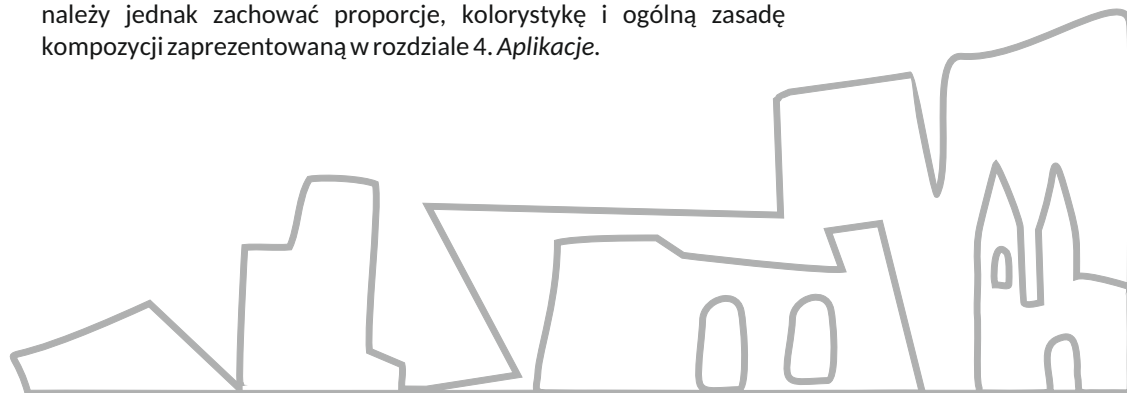 należy jednak zachować proporcje, kolorystykę i ogólną zasadę
kompozycji zaprezentowaną w rozdziale 4. Aplikacje.